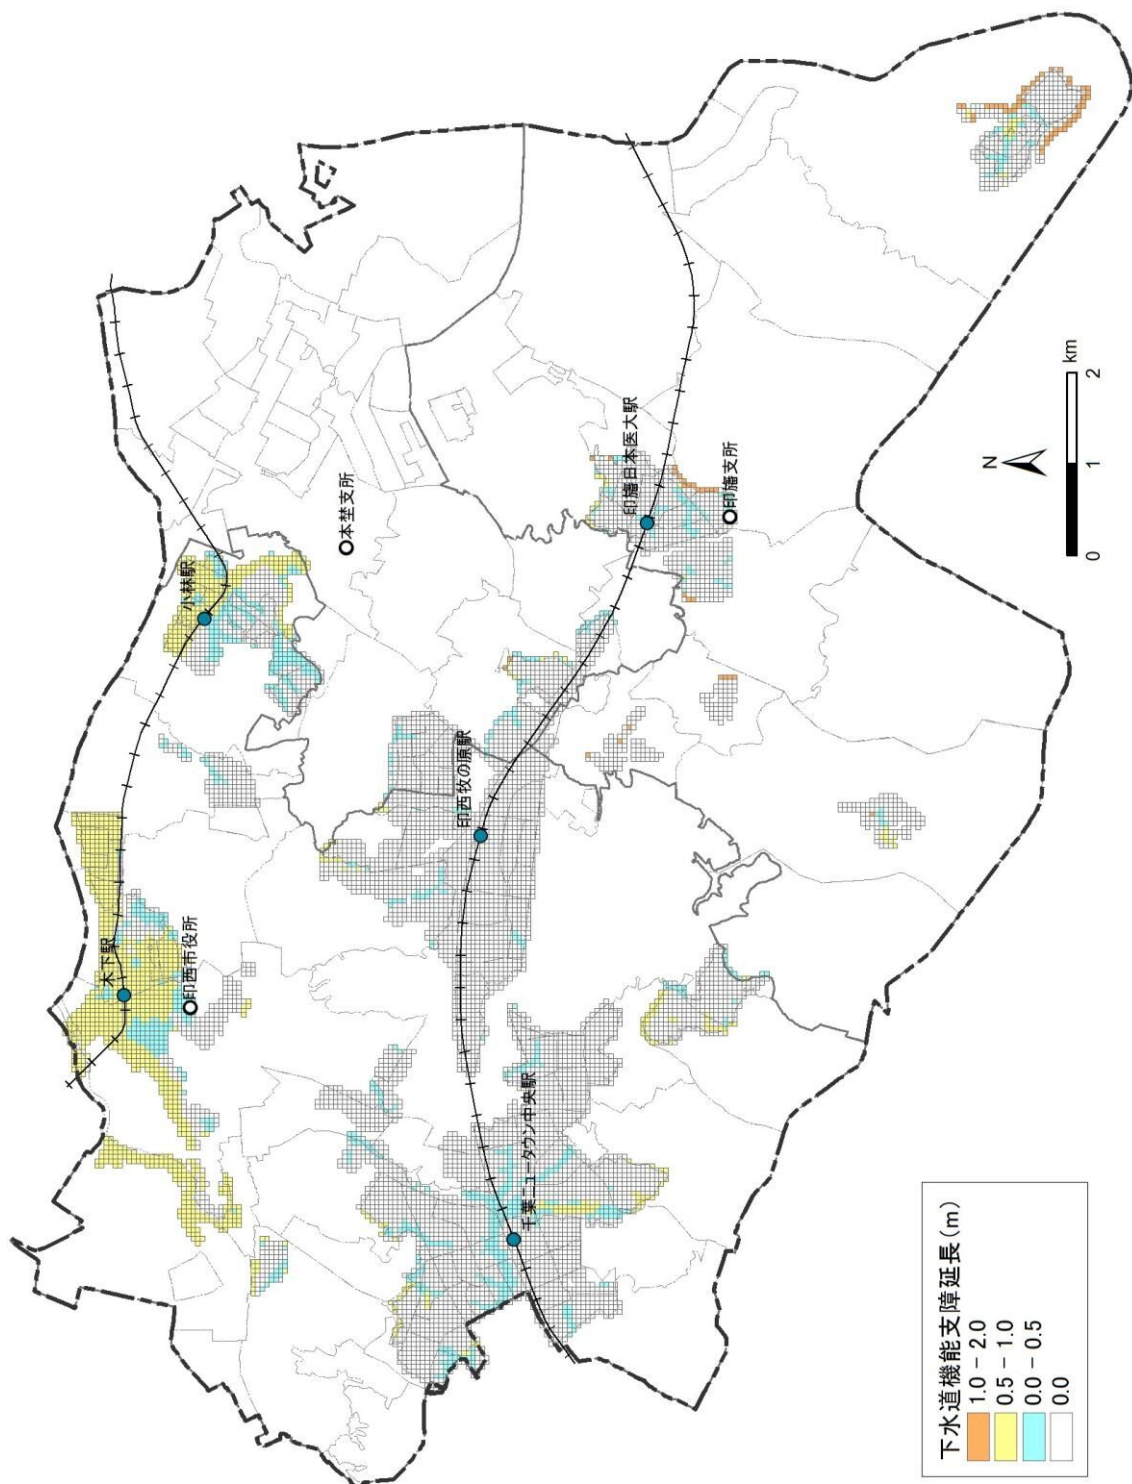 木下駅
小林駅
印西市役所
本埜支所
印西牧の原駅
千葉ニュータウン中央駅
印旛日本医大駅
印旛支所
N
0 1 2 km
下水道機能支障延長(m)
1.0 - 2.0
0.5 - 1.0
0.0 - 0.5
0.0